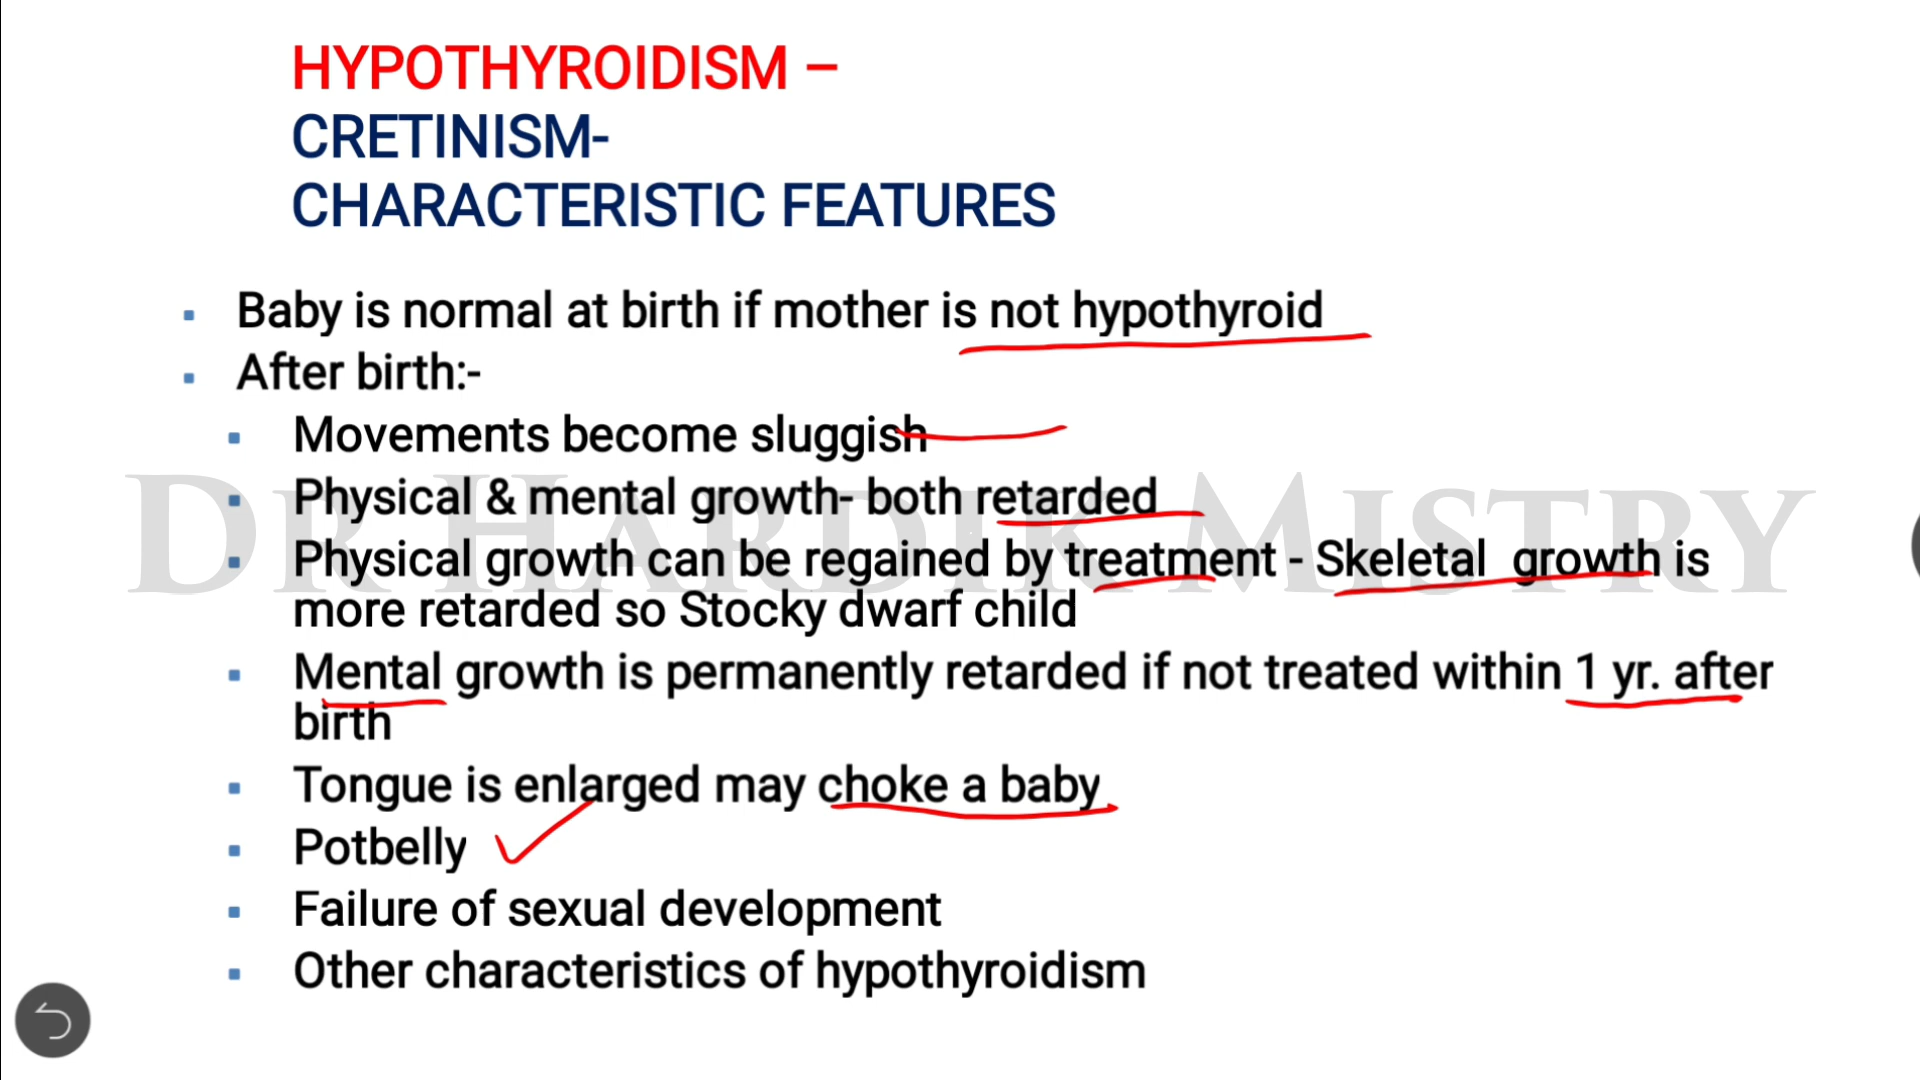 HYPOTHYROIDISM –
CRETINISM-
CHARACTERISTIC FEATURES
Baby is normal at birth if mother is not hypothyroid
After birth:-
Movements become sluggish
Physical & mental growth- both retarded
Physical growth can be regained by treatment - Skeletal growth is
more retarded so Stocky dwarf child
Mental growth is permanently retarded if not treated within 1 yr. after
birth
Tongue is enlarged may choke a baby
Potbelly
Failure of sexual development
Other characteristics of hypothyroidism
DR HARDIK MISTRY